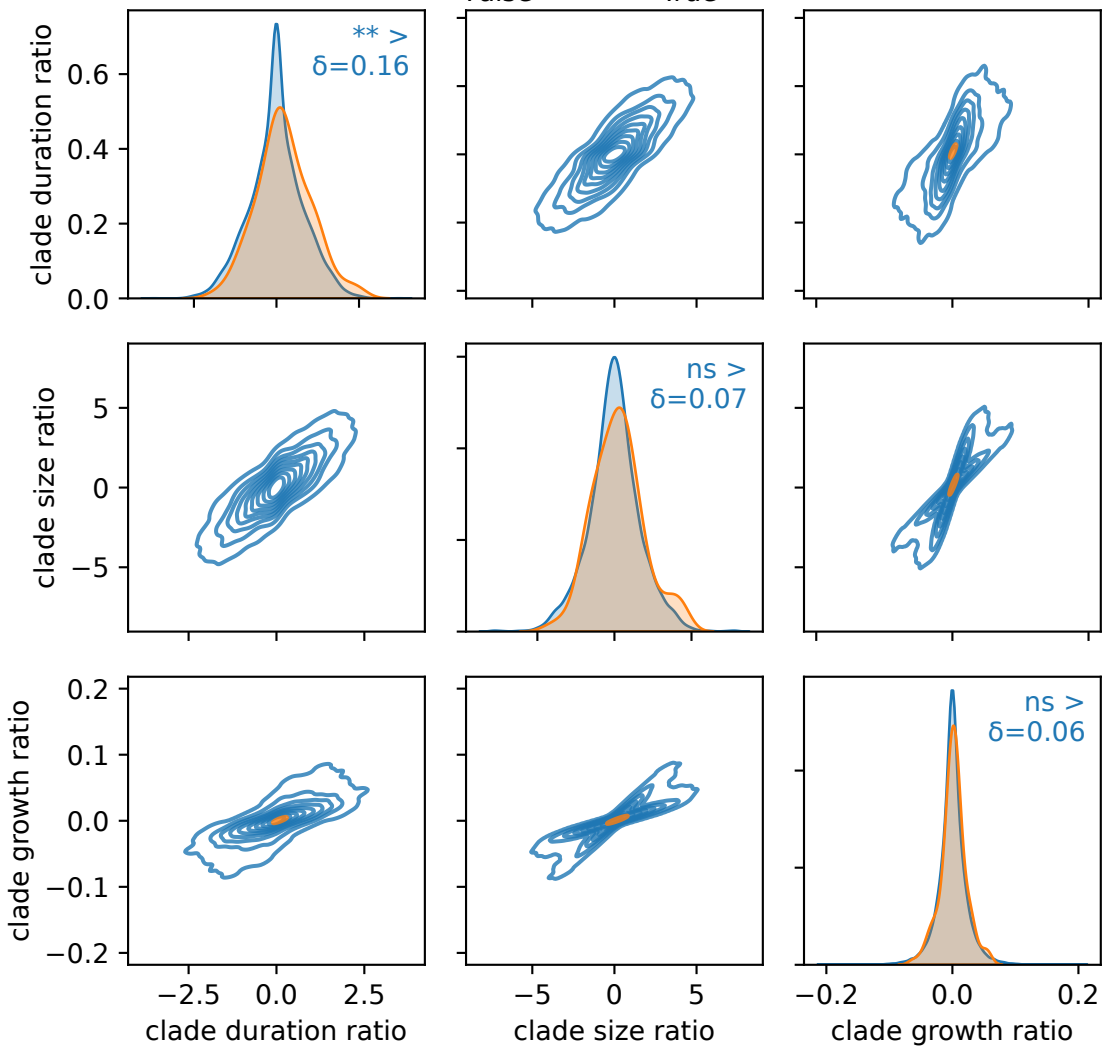 False True
clade duration ratio
0.6
0.4
0.2
0.0
** >
δ=0.16
clade size ratio
5
0
−5
ns >
δ=0.07
clade growth ratio
0.2
0.1
0.0
−0.1
−0.2
ns >
δ=0.06
−2.5 0.0 2.5
clade duration ratio
−5 0 5
clade size ratio
−0.2 0.0 0.2
clade growth ratio